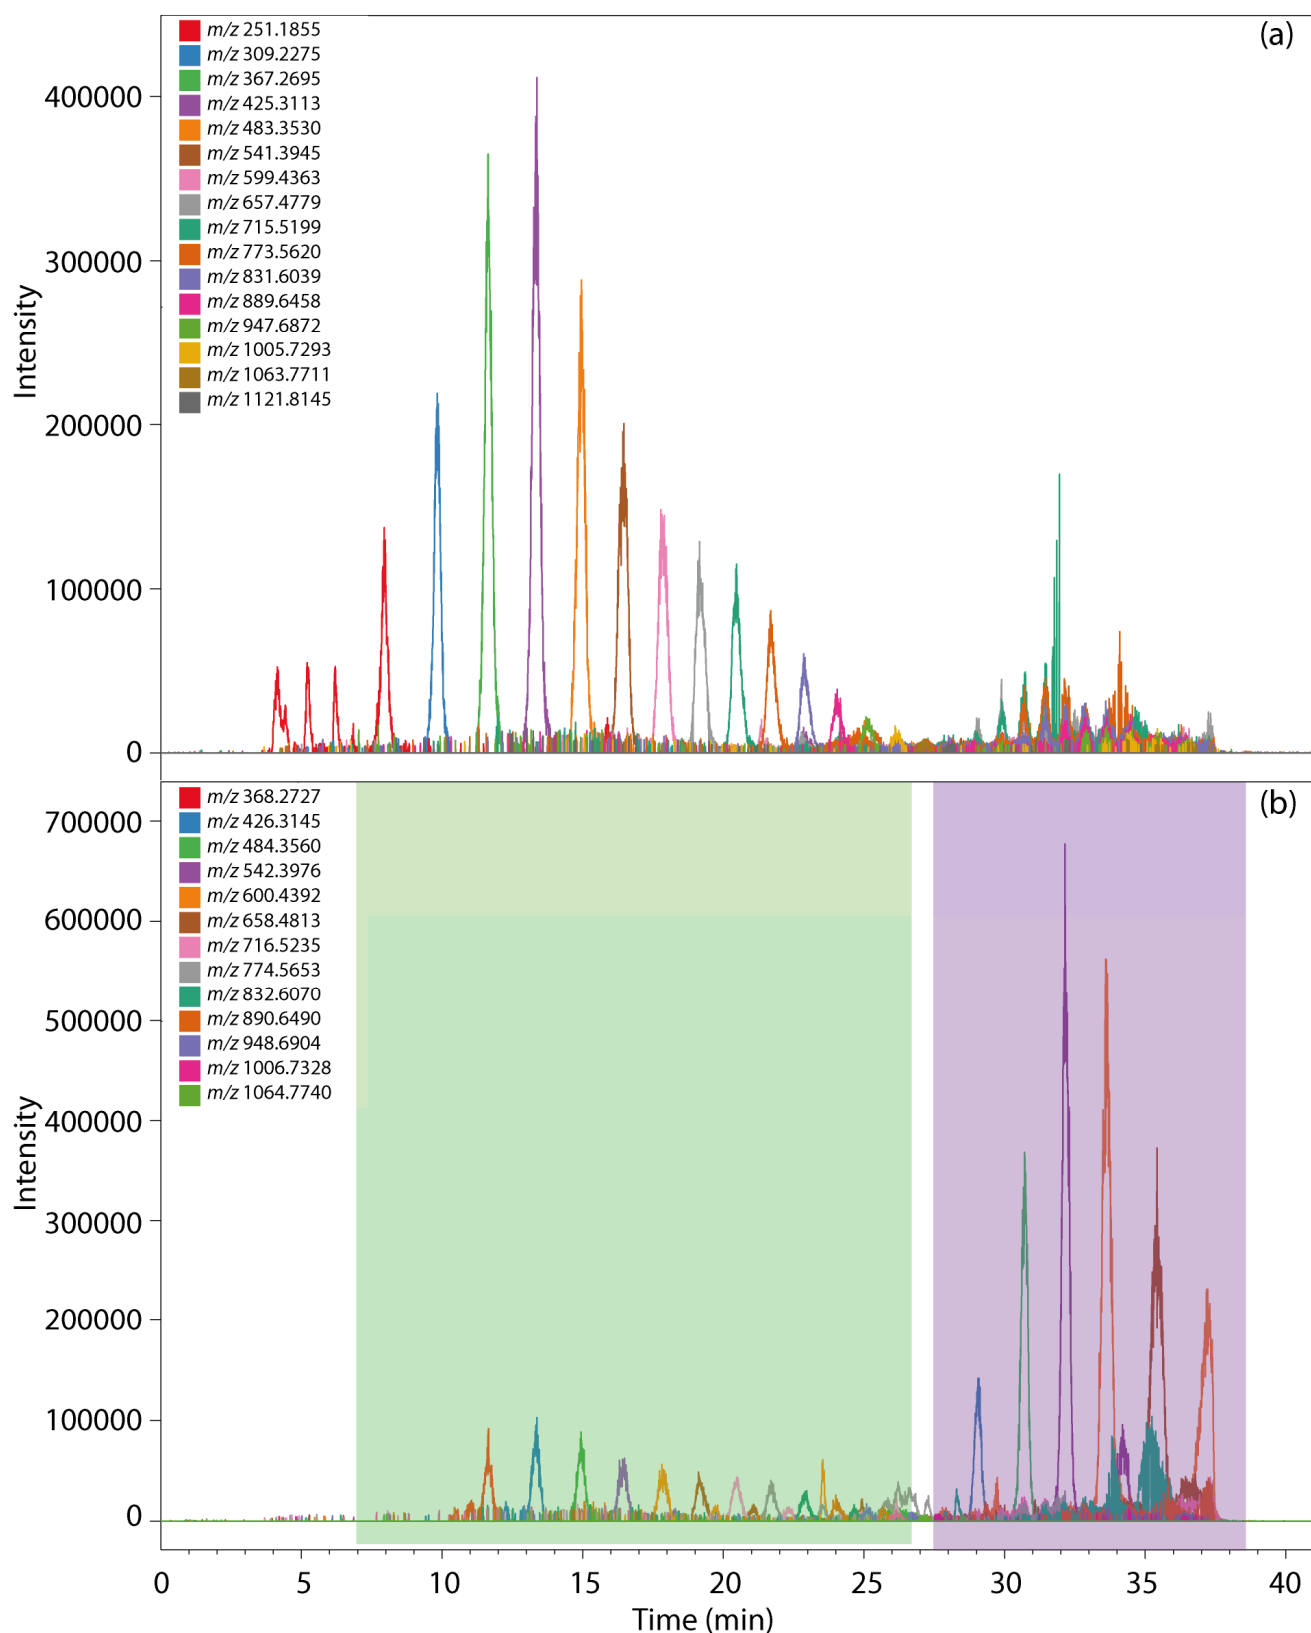 (a)
m/z 251.1855
m/z 309.2275
m/z 367.2695
m/z 425.3113
m/z 483.3530
m/z 541.3945
m/z 599.4363
m/z 657.4779
m/z 715.5199
m/z 773.5620
m/z 831.6039
m/z 889.6458
m/z 947.6872
m/z 1005.7293
m/z 1063.7711
m/z 1121.8145
400000
300000
200000
100000
0
Intensity
(b)
m/z 368.2727
m/z 426.3145
m/z 484.3560
m/z 542.3976
m/z 600.4392
m/z 658.4813
m/z 716.5235
m/z 774.5653
m/z 832.6070
m/z 890.6490
m/z 948.6904
m/z 1006.7328
m/z 1064.7740
700000
600000
500000
400000
300000
200000
100000
0
Intensity
0 5 10 15 20 25 30 35 40
Time (min)